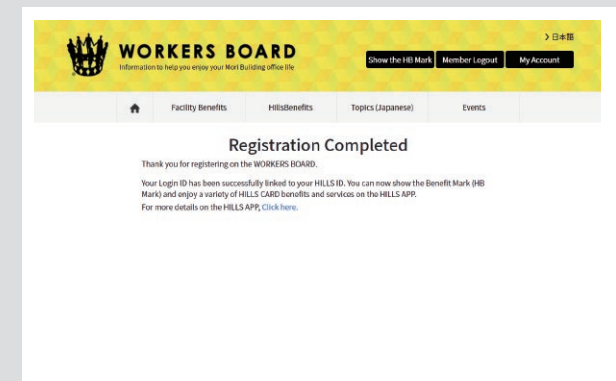 > 日本語
WORKERS BOARD
Information to help you enjoy your Mori Building office life
Show the HB Mark Member Logout My Account
Facility Benefits HillsBenefits Topics (Japanese) Events
Registration Completed
Thank you for registering on the WORKERS BOARD.
Your Login ID has been successfully linked to your HILLS ID. You can now show the Benefit Mark (HB
Mark) and enjoy a variety of HILLS CARD benefits and services on the HILLS APP.
For more details on the HILLS APP, Click here.